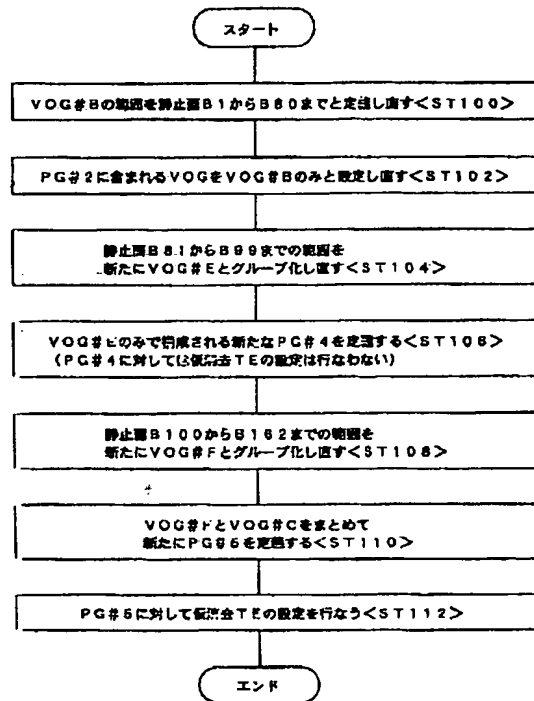 スタート
VOG#Bの範囲を静止画B1からB80までと定義し直す<ST100>
PG#2に含まれるVOGをVOG#Bのみと設定し直す<ST102>
静止画B81からB99までの範囲を
新たにVOG#Eとグループ化し直す<ST104>
VOG#Eのみで構成される新たなPG#4を定義する<ST106>
(PG#4に対しては仮消去TEの設定は行なわない)
静止画B100からB162までの範囲を
新たにVOG#Fとグループ化し直す<ST108>
VOG#FとVOG#Cをまとめて
新たにPG#5を定義する<ST110>
PG#5に対して仮消去TEの設定を行なう<ST112>
エンド